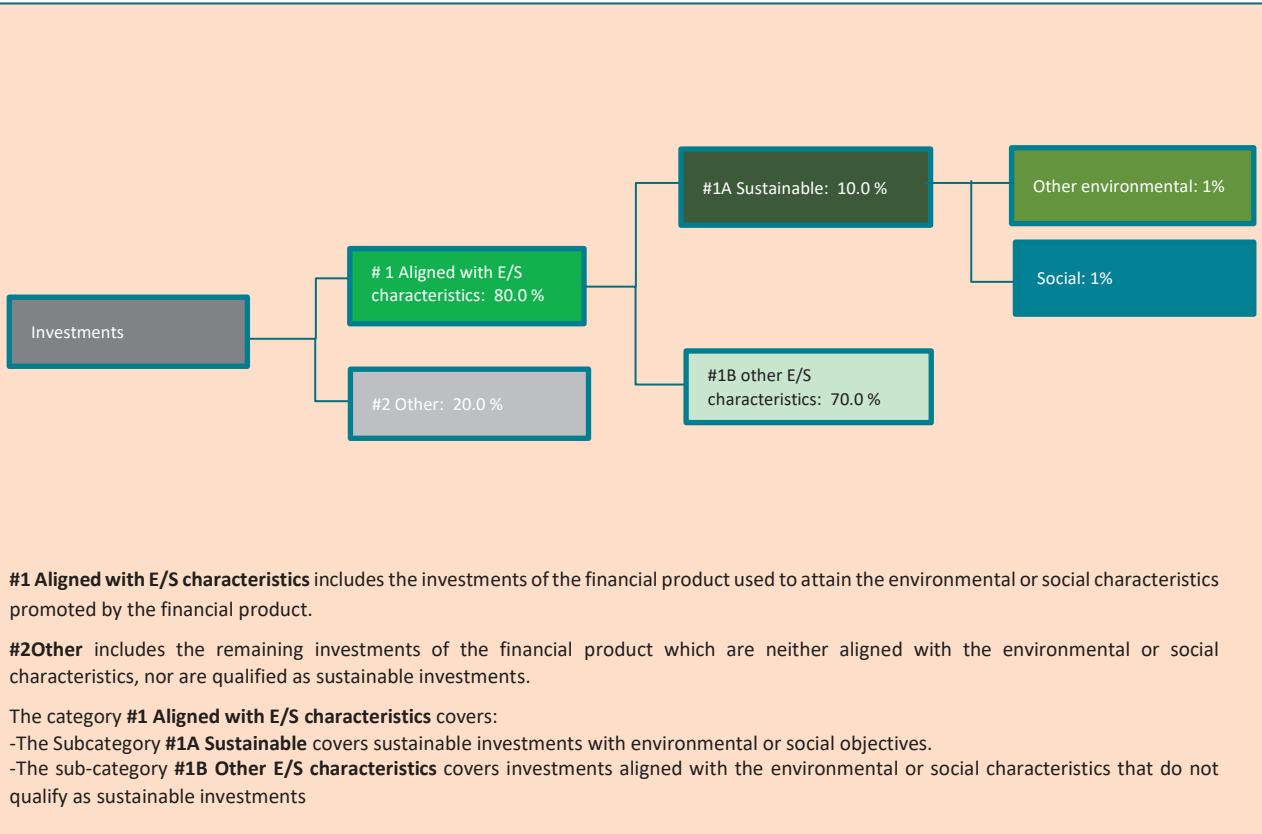 #1A Sustainable: 10.0 %
Other environmental: 1%
# 1 Aligned with E/S
characteristics: 80.0 %
Social: 1%
Investments
#1B other E/S
characteristics: 70.0 %
#2 Other: 20.0 %
#1 Aligned with E/S characteristics includes the investments of the financial product used to attain the environmental or social characteristics
promoted by the financial product.
#2Other includes the remaining investments of the financial product which are neither aligned with the environmental or social
characteristics, nor are qualified as sustainable investments.
The category #1 Aligned with E/S characteristics covers:
-The Subcategory #1A Sustainable covers sustainable investments with environmental or social objectives.
-The sub-category #1B Other E/S characteristics covers investments aligned with the environmental or social characteristics that do not
qualify as sustainable investments